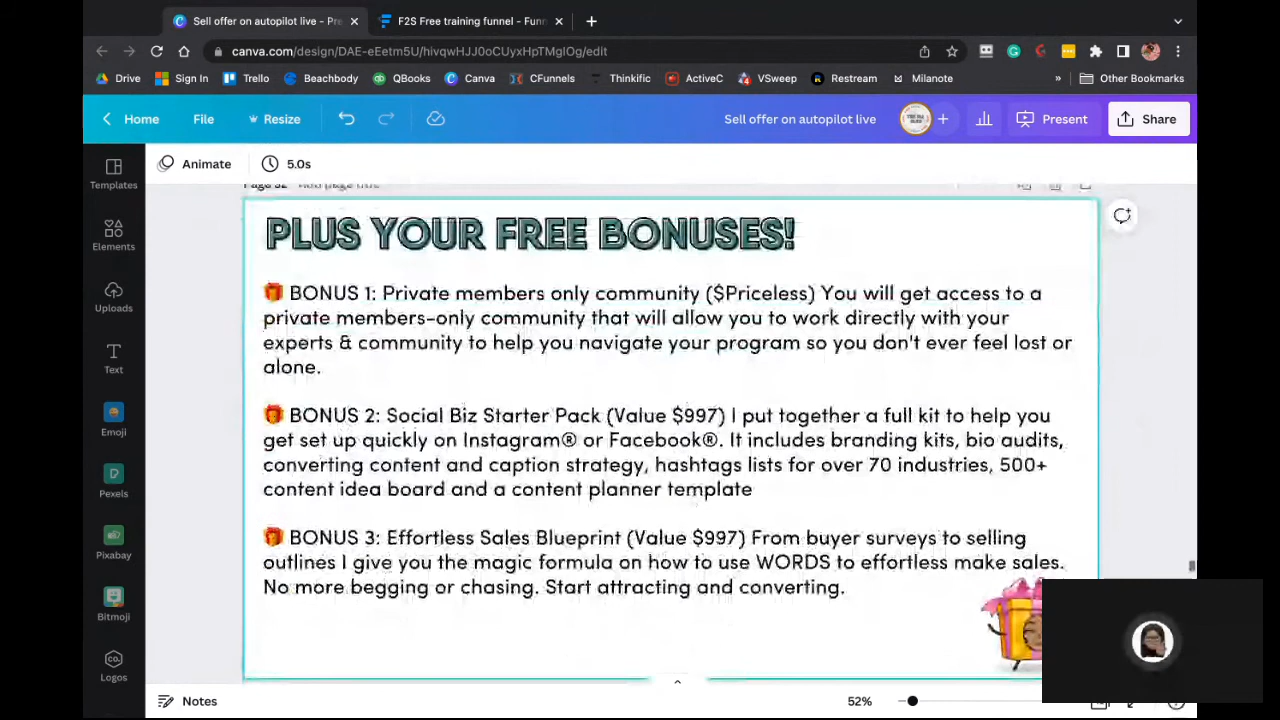 Sell offer on autopilot live - Pre
F2S Free training funnel - Funn
canva.com/design/DAE-eEetm5U/hivqwHJJ0oCUyxHpTMgIOg/edit
Drive
Sign In
Trello
Beachbody
QBooks
Canva
CFunnels
Thinkific
ActiveC
VSweep
Restream
Milanote
»
Other Bookmarks
Home
File
Resize
Sell offer on autopilot live
Present
Share
Animate
5.0s
Templates
Elements
Uploads
Text
Emoji
Pexels
Pixabay
Bitmoji
CO.
Logos
PLUS YOUR FREE BONUSES!
BONUS 1: Private members only community ($Priceless) You will get access to a
private members-only community that will allow you to work directly with your
experts & community to help you navigate your program so you don't ever feel lost or
alone.
BONUS 2: Social Biz Starter Pack (Value $997) I put together a full kit to help you
get set up quickly on Instagram® or Facebook®. It includes branding kits, bio audits,
converting content and caption strategy, hashtags lists for over 70 industries, 500+
content idea board and a content planner template
BONUS 3: Effortless Sales Blueprint (Value $997) From buyer surveys to selling
outlines I give you the magic formula on how to use WORDS to effortless make sales.
No more begging or chasing. Start attracting and converting.
Notes
52%